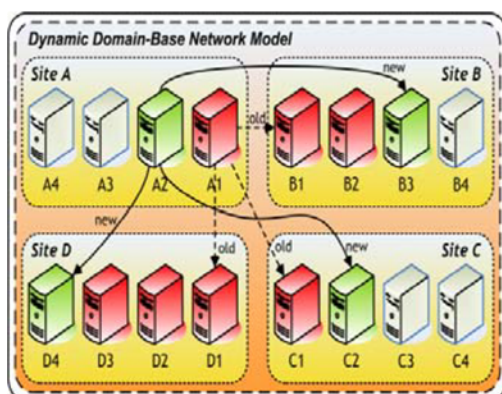 Dynamic Domain-Base Network Model
Site A
Site B
new
old
A4 A3 A2 A1
B1 B2 B3 B4
new
old
old
new
Site D
Site C
D4 D3 D2 D1
C1 C2 C3 C4